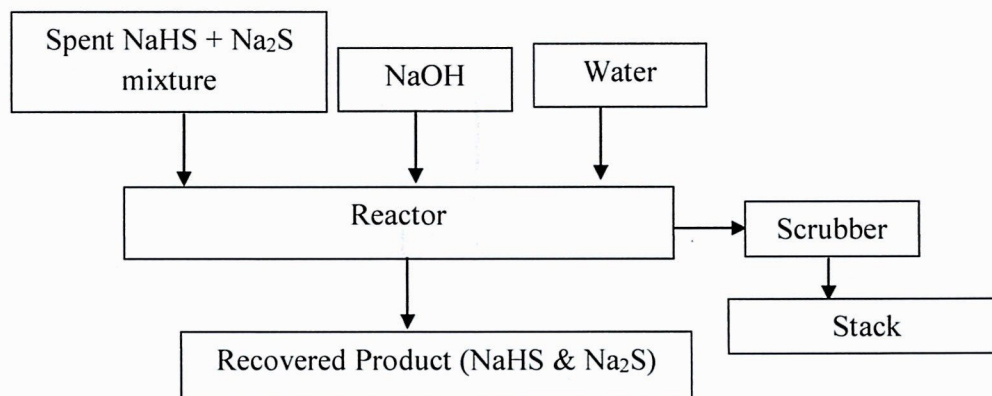 Spent NaHS + Na₂S
mixture
NaOH
Water
Reactor
Scrubber
Stack
Recovered Product (NaHS & Na₂S)